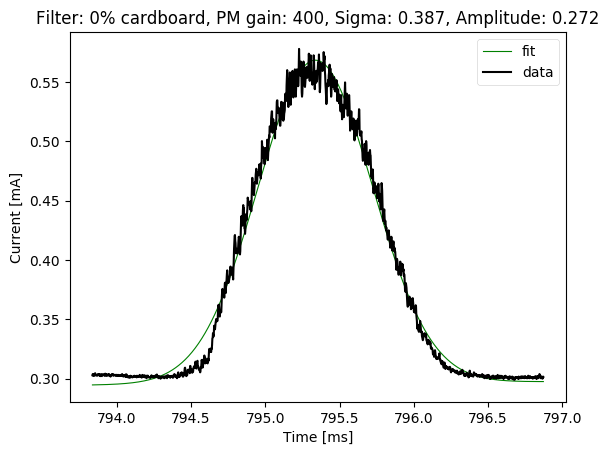 Filter: 0% cardboard, PM gain: 400, Sigma: 0.387, Amplitude: 0.272
fit
data
0.55
0.50
0.45
0.40
0.35
0.30
Current [mA]
794.0 794.5 795.0 795.5 796.0 796.5 797.0
Time [ms]